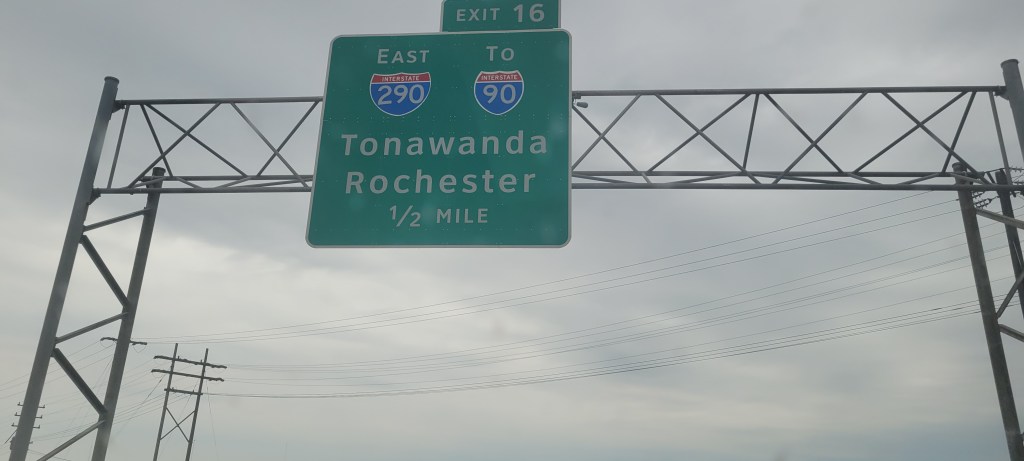 EXIT 16
EAST TO
INTERSTATE INTERSTATE
290 90
Tonawanda
Rochester
1/2 MILE